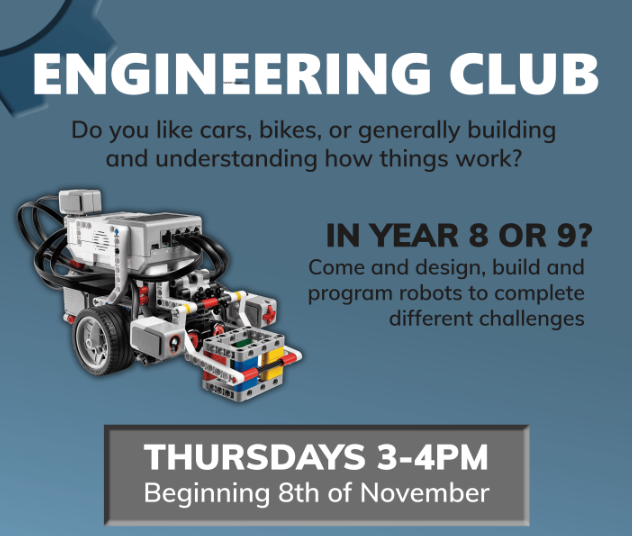 ENGINEERING CLUB
Do you like cars, bikes, or generally building
and understanding how things work?
IN YEAR 8 OR 9?
Come and design, build and
program robots to complete
different challenges
THURSDAYS 3-4PM
Beginning 8th of November